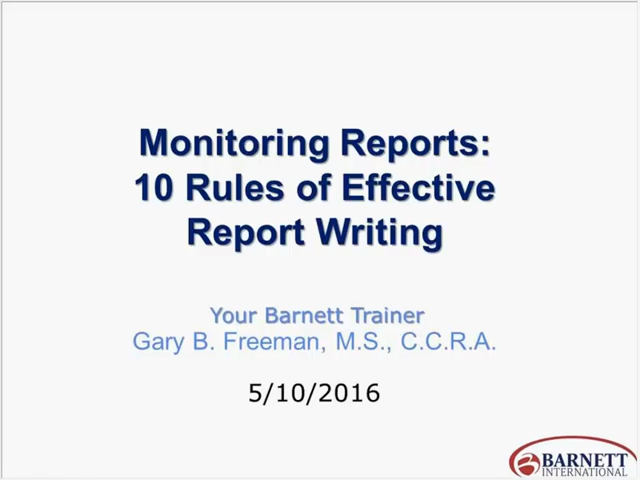 Monitoring Reports:
10 Rules of Effective
Report Writing
Your Barnett Trainer
Gary B. Freeman, M.S., C.C.R.A.
5/10/2016
BARNETT
INTERNATIONAL